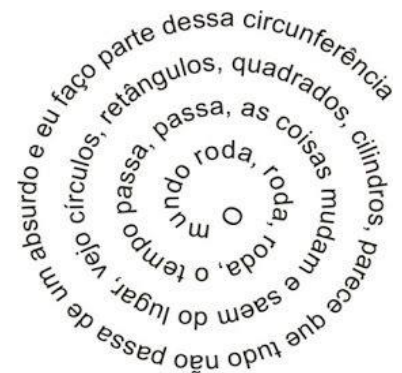 O mundo roda, roda, roda, o tempo passa, passa, as coisas mudam e saem do lugar, vejo círculos, retângulos, quadrados, cilindros, parece que tudo não passa de um absurdo e eu faço parte dessa circunferência